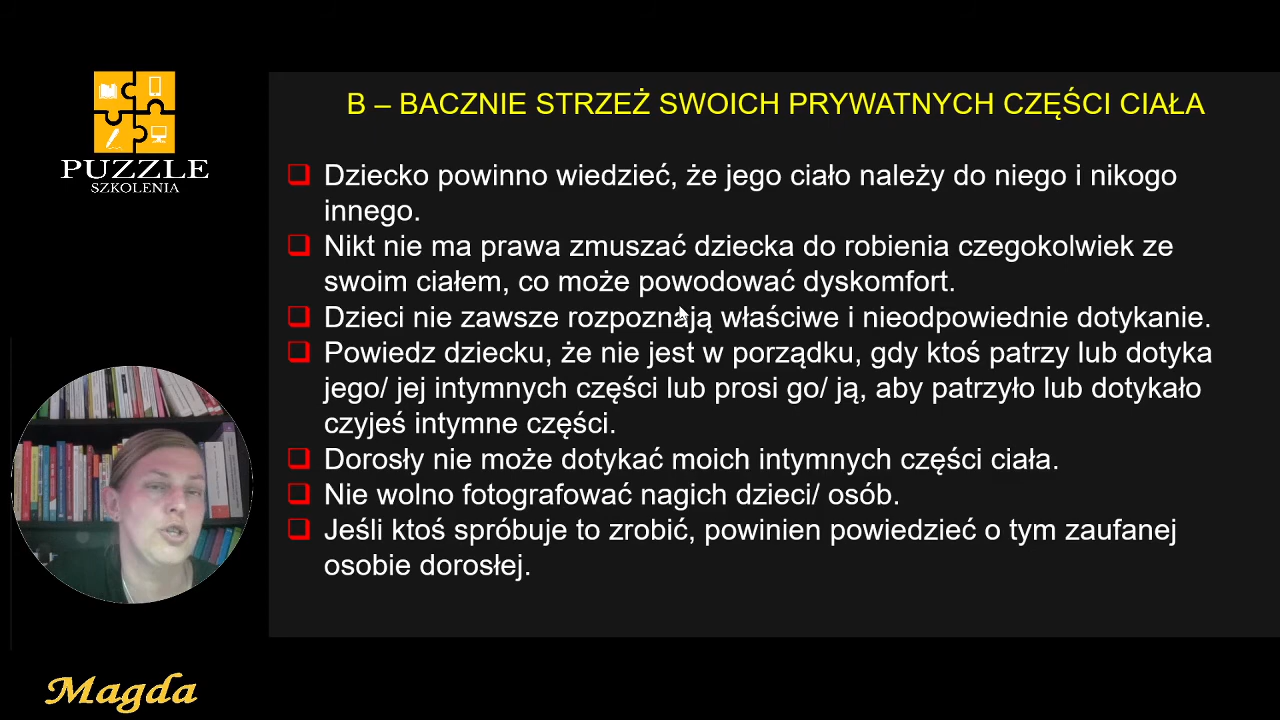 PUZZLE
SZKOLENIA
B – BACZNIE STRZEŻ SWOICH PRYWATNYCH CZĘŚCI CIAŁA
Dziecko powinno wiedzieć, że jego ciało należy do niego i nikogo
innego.
Nikt nie ma prawa zmuszać dziecka do robienia czegokolwiek ze
swoim ciałem, co może powodować dyskomfort.
Dzieci nie zawsze rozpoznają właściwe i nieodpowiednie dotykanie.
Powiedz dziecku, że nie jest w porządku, gdy ktoś patrzy lub dotyka
jego/ jej intymnych części lub prosi go/ ją, aby patrzyło lub dotykało
czyjeś intymne części.
Dorosły nie może dotykać moich intymnych części ciała.
Nie wolno fotografować nagich dzieci/ osób.
Jeśli ktoś spróbuje to zrobić, powinien powiedzieć o tym zaufanej
osobie dorosłej.
Magda